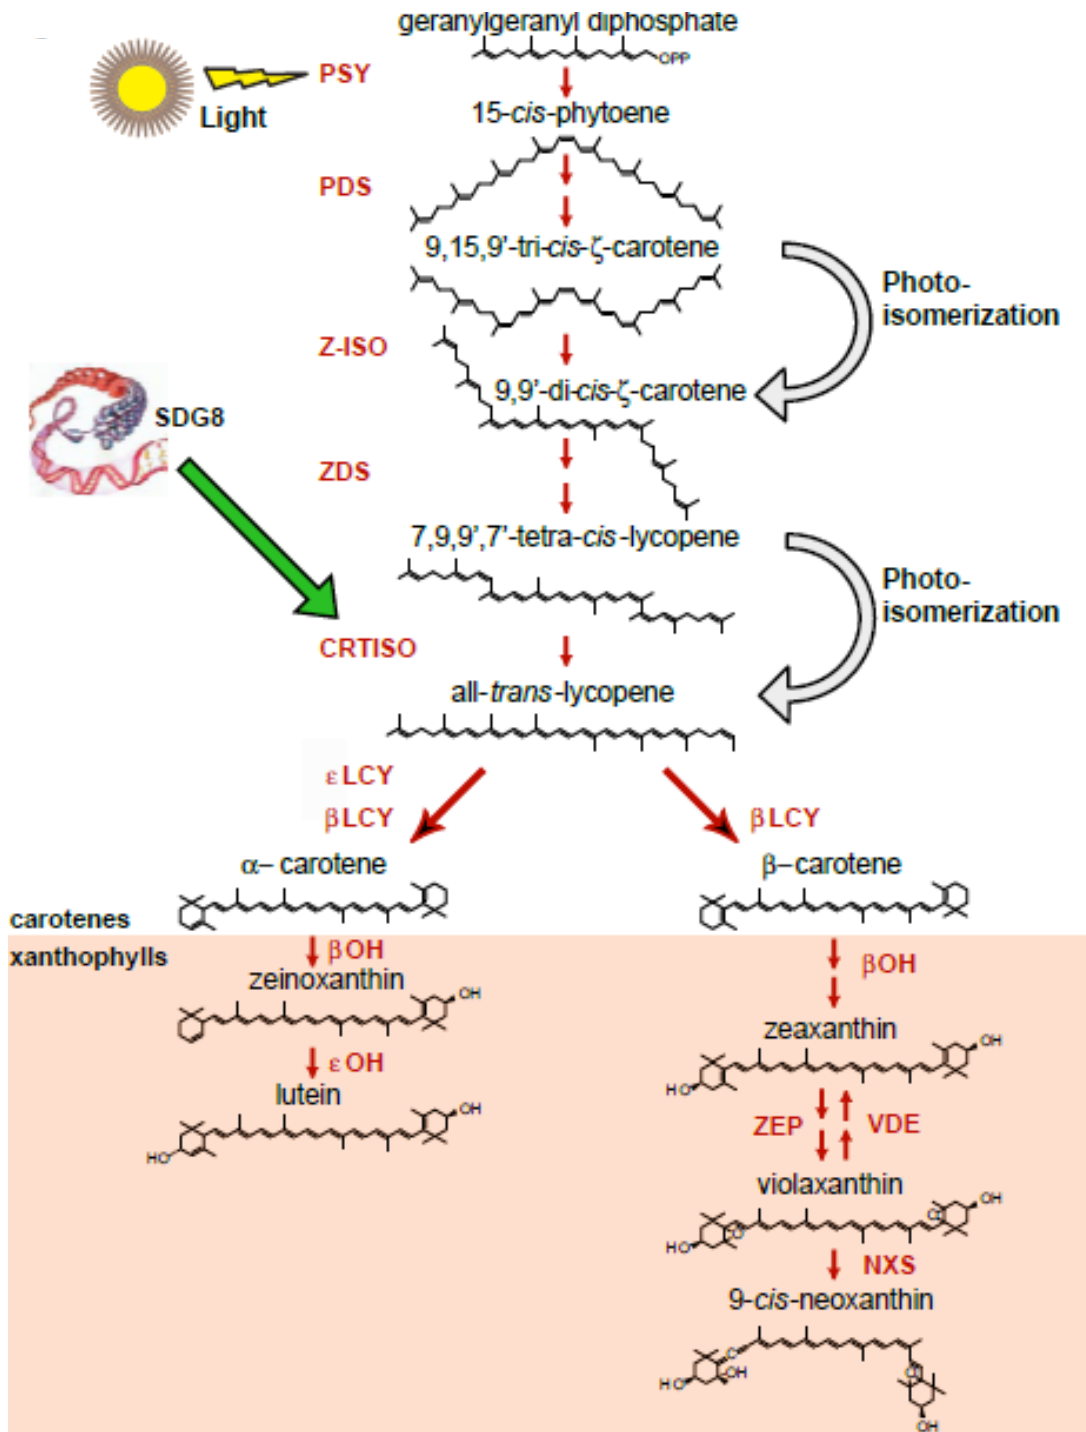 geranylgeranyl diphosphate
OPP
PSY
Light
15-cis-phytoene
PDS
9,15,9'-tri-cis-ζ-carotene
Photo-
isomerization
Z-ISO
9,9'-di-cis-ζ-carotene
SDG8
ZDS
7,9,9',7'-tetra-cis-lycopene
Photo-
isomerization
CRTISO
all-trans-lycopene
εLCY
βLCY
βLCY
α– carotene
β–carotene
carotenes
xanthophylls
βOH
βOH
zeinoxanthin
OH
zeaxanthin
OH
HO
εOH
lutein
OH
HO
ZEP
VDE
violaxanthin
OH
O
O
HO
NXS
9-cis-neoxanthin
C
OH
HO
O
OH